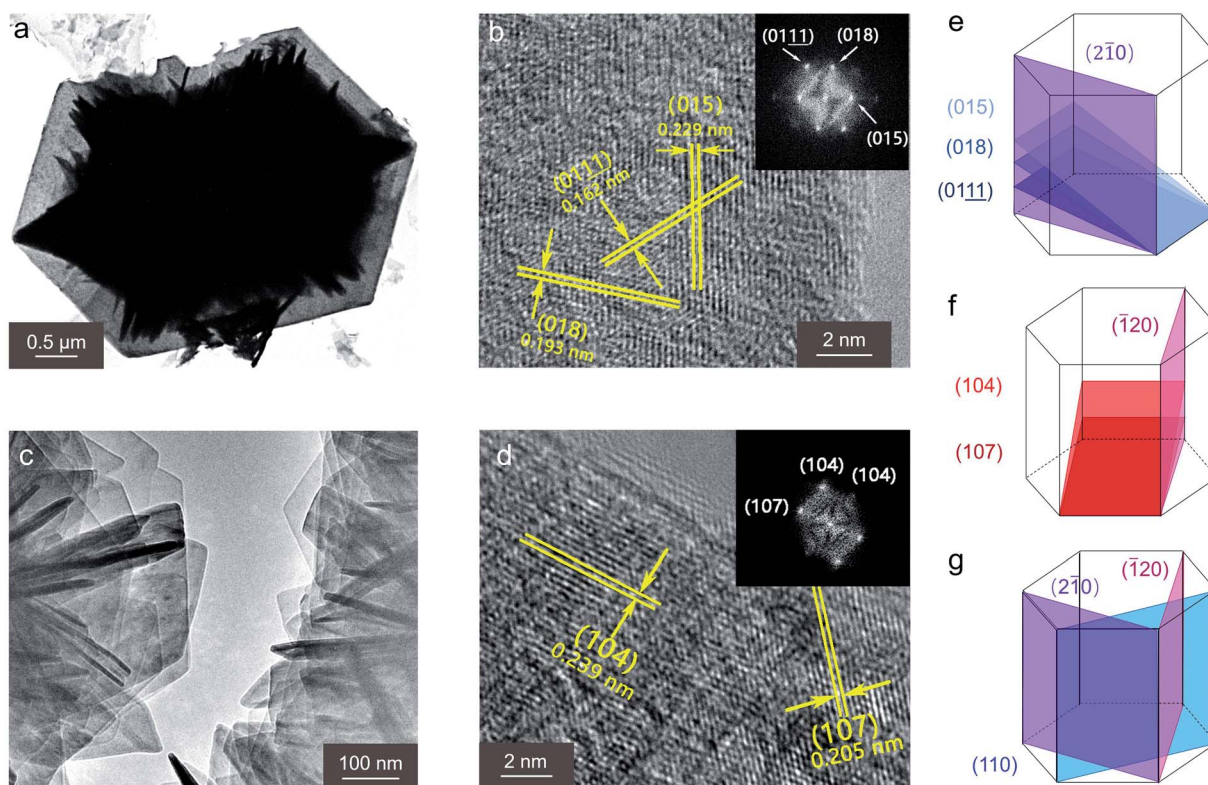 a
0.5 μm
b
(0111)
(018)
(015)
(015)
0.229 nm
(0111)
0.162 nm
(018)
0.193 nm
2 nm
c
100 nm
d
(104)
(104)
(107)
(104)
0.239 nm
(107)
0.205 nm
2 nm
e
(21̅0)
(015)
(018)
(0111)
f
(1̅20)
(104)
(107)
g
(21̅0)
(1̅20)
(110)